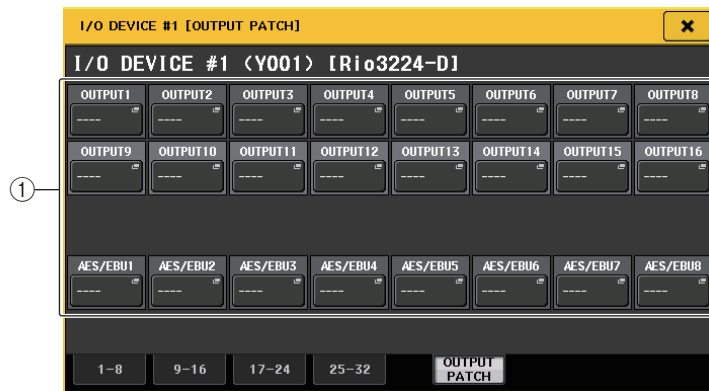 I/O DEVICE #1 [OUTPUT PATCH]
I/O DEVICE #1 (Y001) [Rio3224-D]
OUTPUT1 OUTPUT2 OUTPUT3 OUTPUT4 OUTPUT5 OUTPUT6 OUTPUT7 OUTPUT8
---- ---- ---- ---- ---- ---- ---- ----
OUTPUT9 OUTPUT10 OUTPUT11 OUTPUT12 OUTPUT13 OUTPUT14 OUTPUT15 OUTPUT16
---- ---- ---- ---- ---- ---- ---- ----
①
AES/EBU1 AES/EBU2 AES/EBU3 AES/EBU4 AES/EBU5 AES/EBU6 AES/EBU7 AES/EBU8
---- ---- ---- ---- ---- ---- ---- ----
1-8 9-16 17-24 25-32 OUTPUT
PATCH